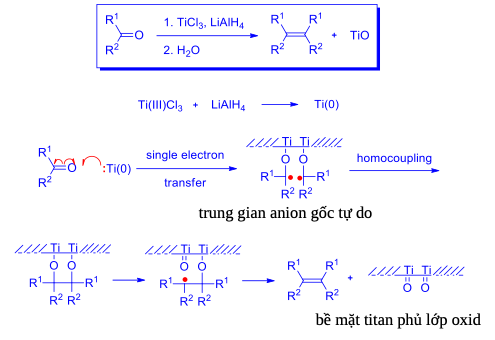 R1 O R2 1. TiCl3, LiAlH4 2. H2O R1 R1 R2 R2 + TiO
Ti(III)Cl3 + LiAlH4 Ti(0)
R1 R2 O :Ti(0) single electron transfer Ti Ti O O R1 R1 R2 R2 homocoupling
trung gian anion gốc tự do
Ti Ti O O R1 R1 R2 R2 Ti Ti O O R1 R1 R2 R2 R1 R1 R2 R2 + Ti Ti O O
bề mặt titan phủ lớp oxid